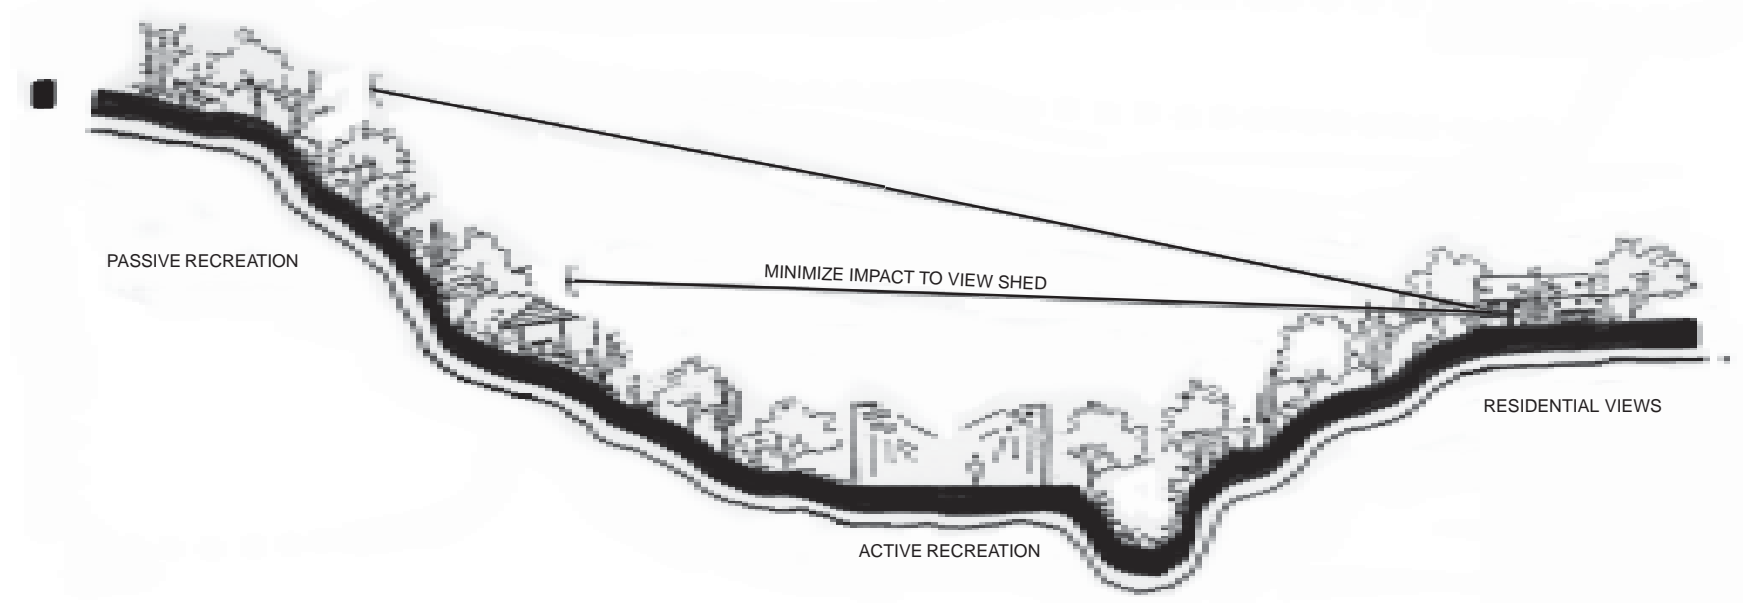 PASSIVE RECREATION
MINIMIZE IMPACT TO VIEW SHED
RESIDENTIAL VIEWS
ACTIVE RECREATION